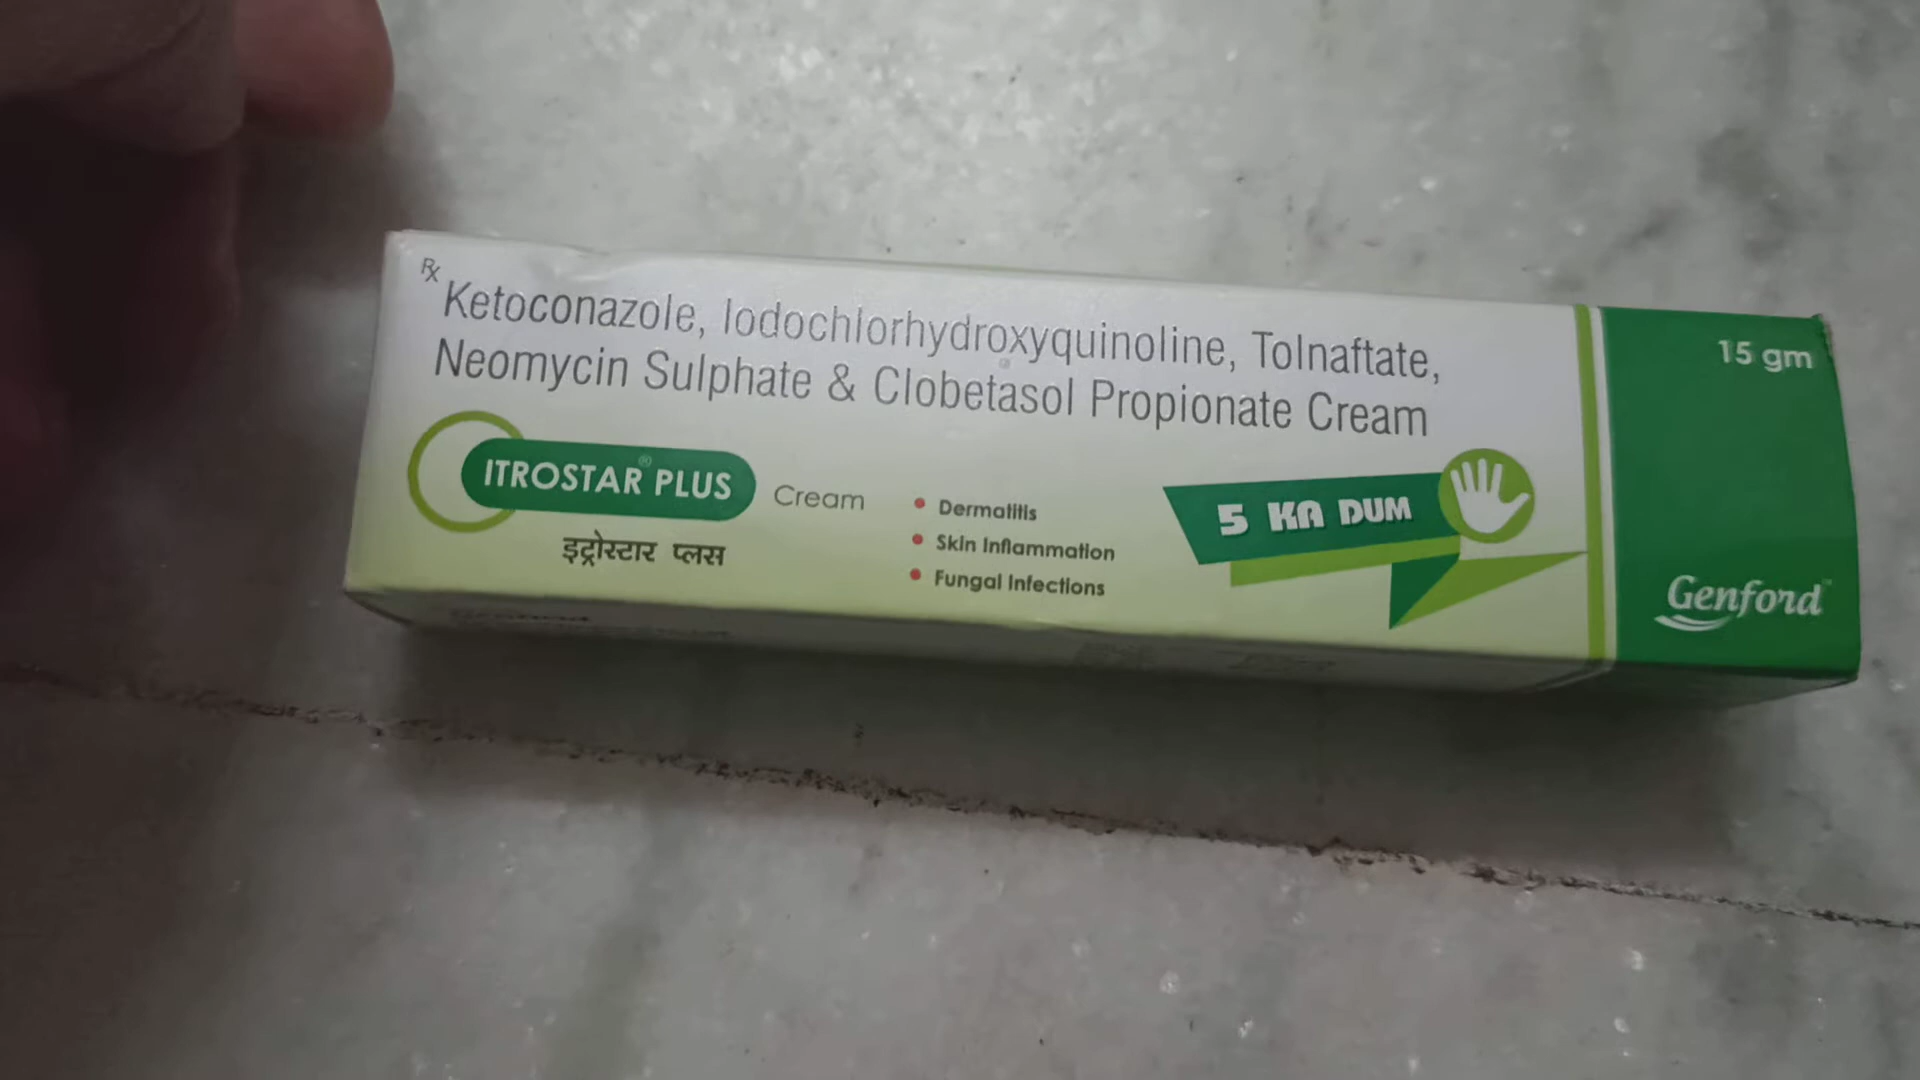 Rx
Ketoconazole, Iodochlorhydroxyquinoline, Tolnaftate,
Neomycin Sulphate & Clobetasol Propionate Cream
ITROSTAR® PLUS Cream
इट्रोस्टार प्लस
• Dermatitis
• Skin Inflammation
• Fungal Infections
5 KA DUM
15 gm
Genford™